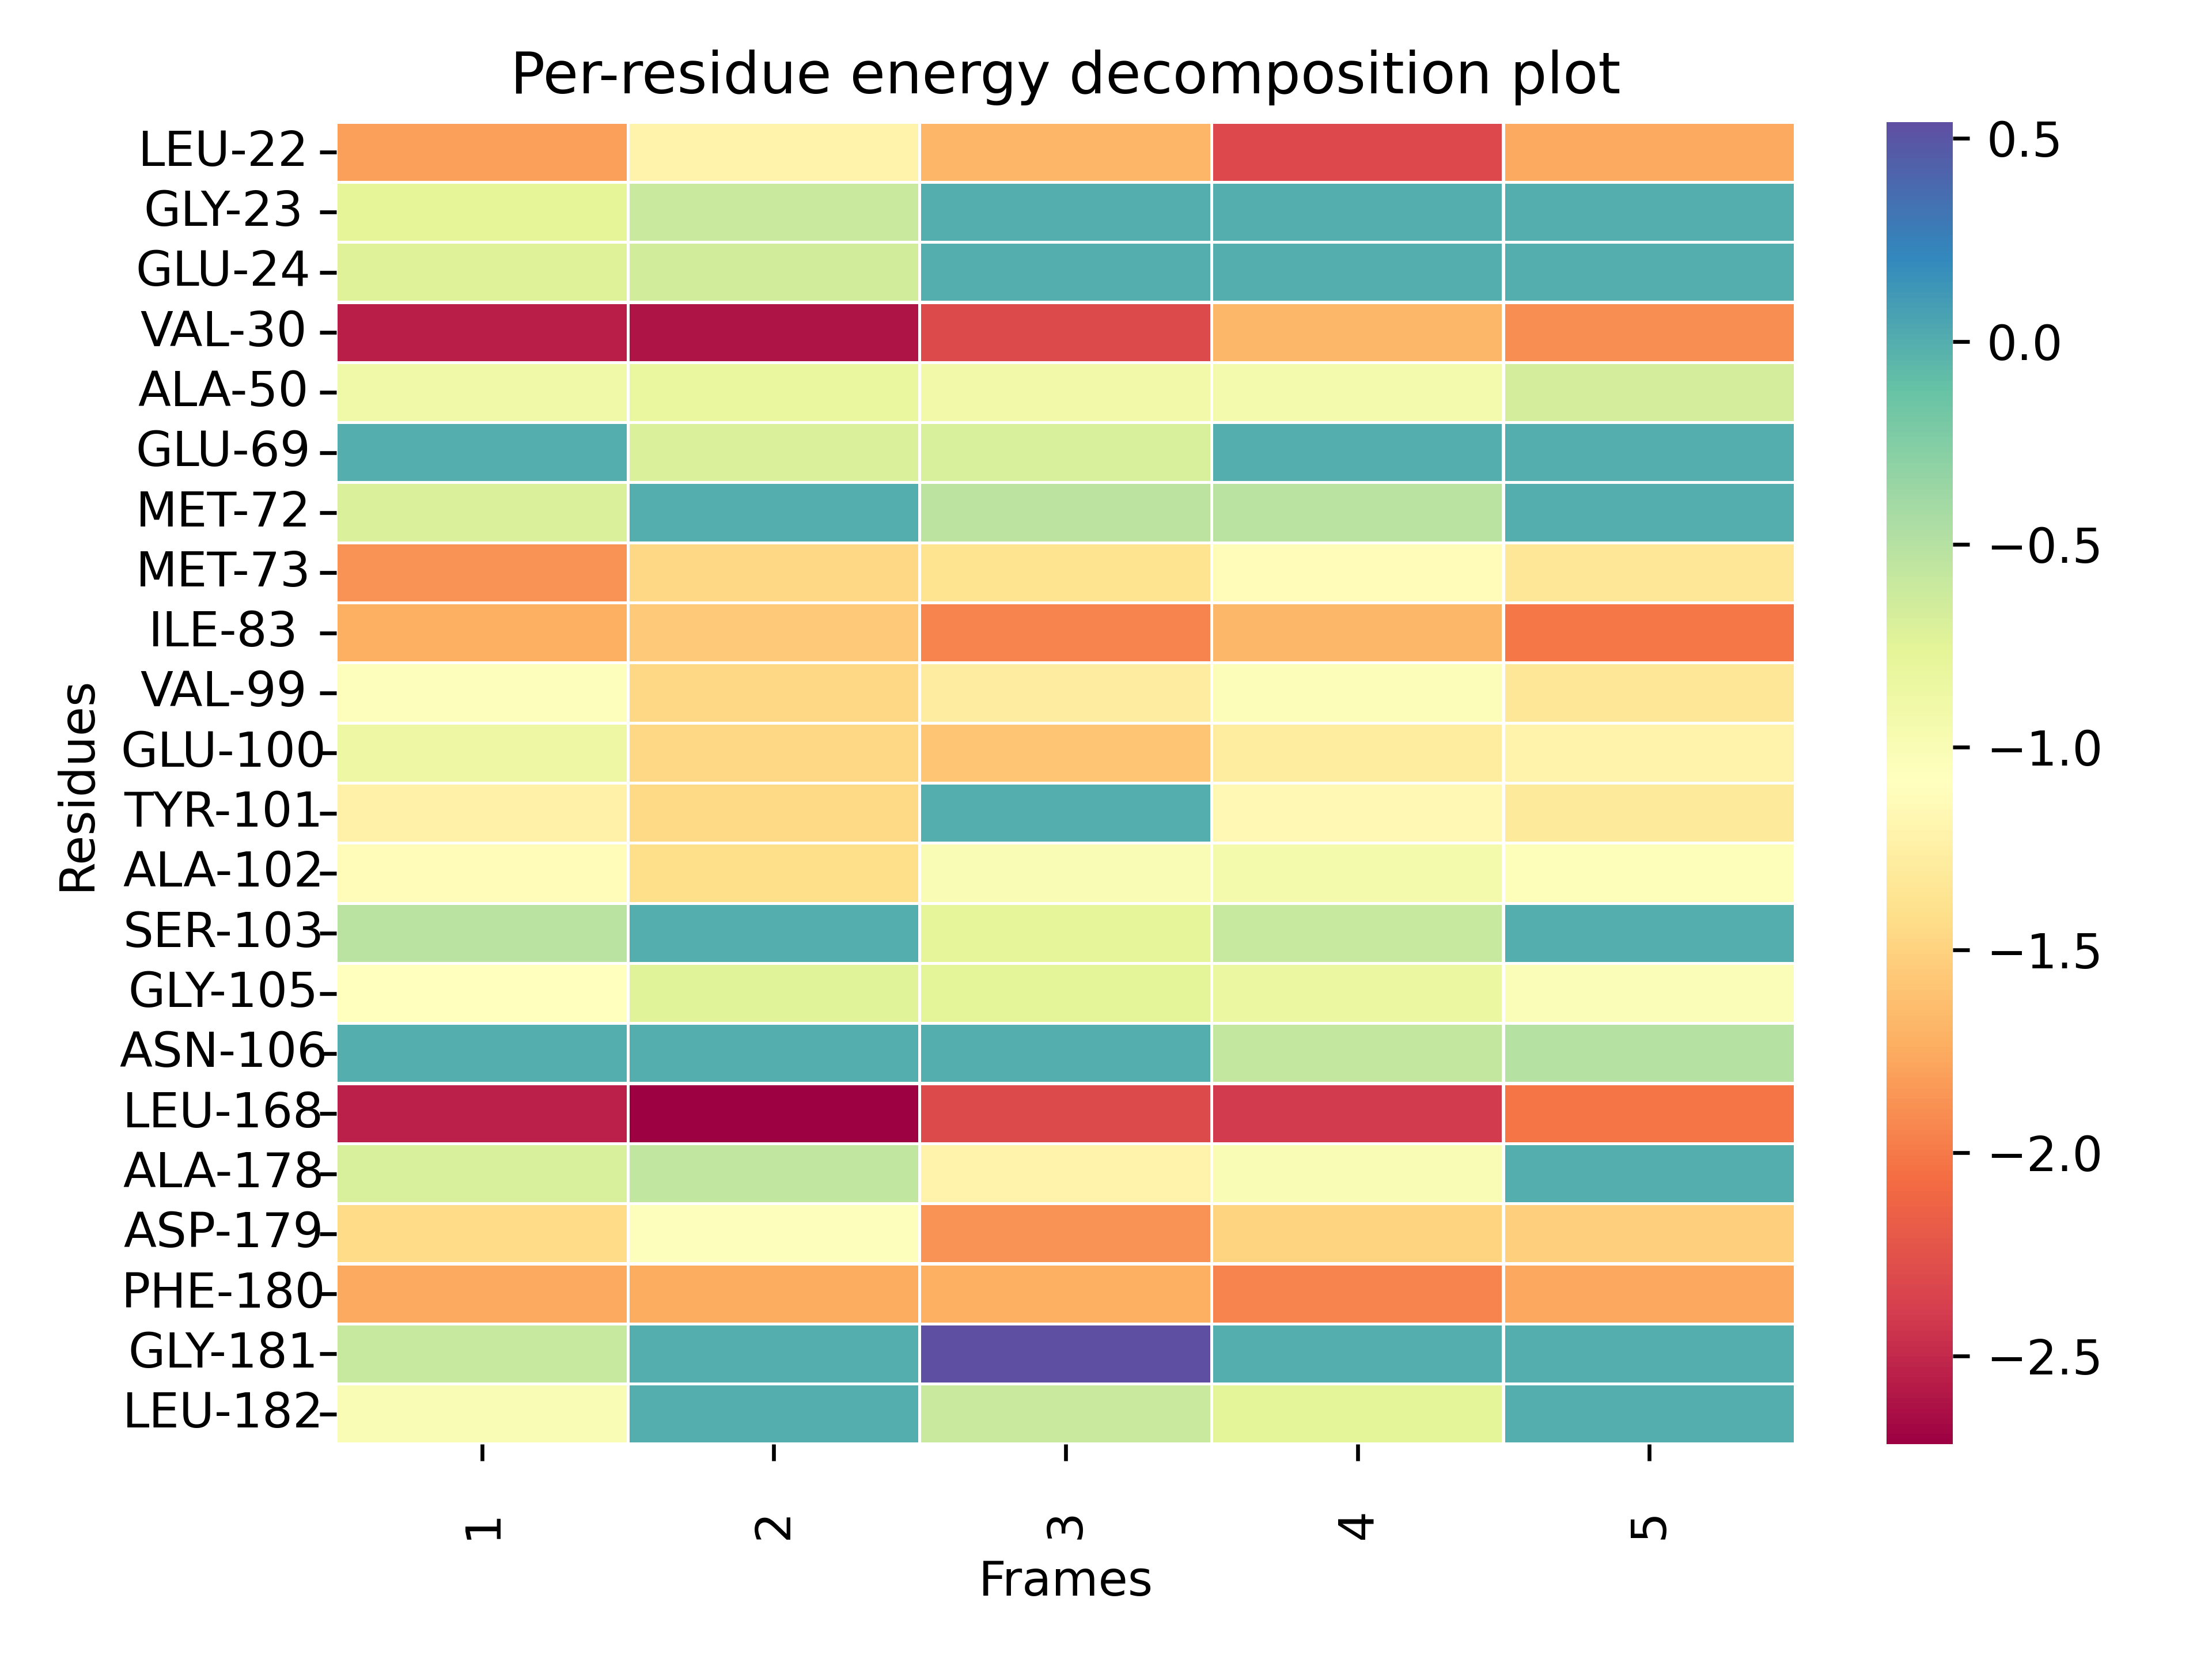 Per-residue energy decomposition plot
LEU-22
GLY-23
GLU-24
VAL-30
ALA-50
GLU-69
MET-72
MET-73
ILE-83
VAL-99
GLU-100
TYR-101
ALA-102
SER-103
GLY-105
ASN-106
LEU-168
ALA-178
ASP-179
PHE-180
GLY-181
LEU-182
Residues
1 2 3 4 5
Frames
0.5
0.0
−0.5
−1.0
−1.5
−2.0
−2.5